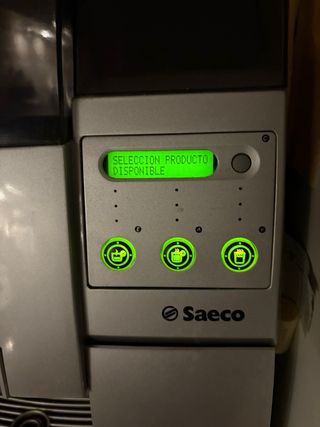 SELECCION PRODUCTO
DISPONIBLE
Saeco